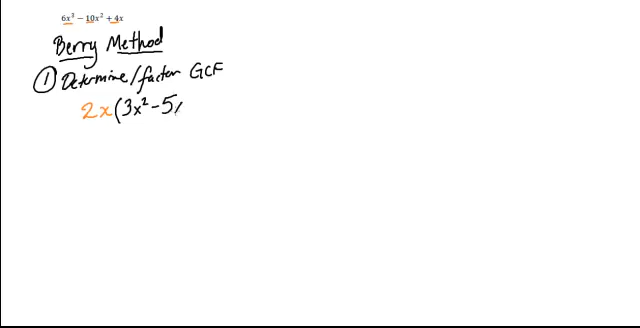 6x³ − 10x² + 4x
Berry Method
① Determine/factor GCF
2x(3x²-5